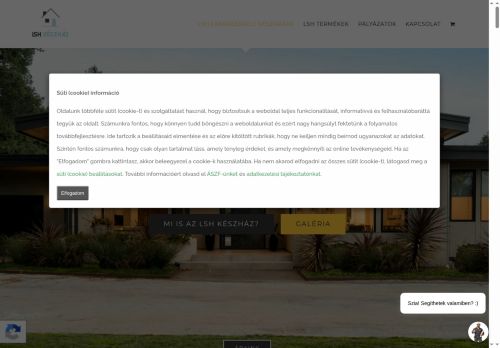 LSH TERMÉKEK
PÁLYÁZATOK
KAPCSOLAT
LSH KÉSZHÁZ
Süti (cookie) Információ
Oldalunk többféle sütit (cookie-t) és szolgáltatást használ, hogy biztosítsuk a weboldal teljes funkcionalitását, informatívvá és felhasználóbaráttá
tegyük az oldalt. Számunkra fontos, hogy könnyen tudd böngészni a weboldalunkat és ezért nagy hangsúlyt fektetünk a folyamatos
továbbfejlesztésre. Ide tartozik a beállításaid elmentése és az előre kitöltött rubrikák, hogy ne kelljen mindig beírnod ugyanazokat az adatokat.
Szintén fontos számunkra, hogy csak olyan tartalmat láss, amely tényleg érdekel, és amely megkönnyíti az online tevékenységeid. Ha az
"Elfogadom" gombra kattintasz, akkor beleegyezel a cookie-k használatába. Ha nem akarod elfogadni az összes sütit (cookie-t), látogasd meg a
süti (cookie) beállításokat. További információért olvasd el ÁSZF-ünket és adatkezelési tájékoztatónkat.
Elfogadom
MI IS AZ LSH KÉSZHÁZ?
GALÉRIA
Szia! Segíthetek valamiben? :)